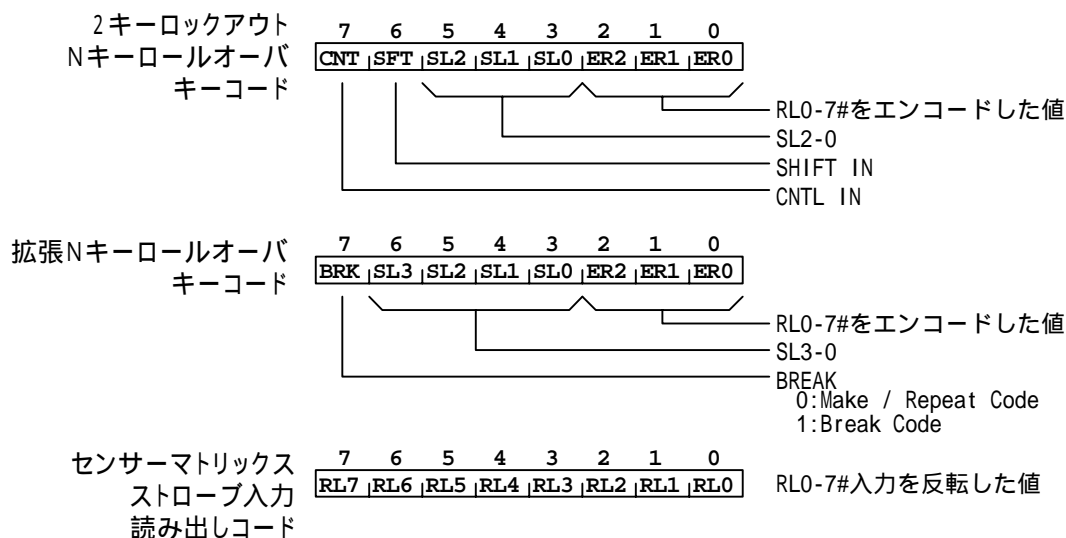 2キーロックアウト
Nキーロールオーバ
キーコード
7 6 5 4 3 2 1 0
CNT SFT SL2 SL1 SL0 ER2 ER1 ER0
RL0-7#をエンコードした値
SL2-0
SHIFT IN
CNTL IN
拡張Nキーロールオーバ
キーコード
7 6 5 4 3 2 1 0
BRK SL3 SL2 SL1 SL0 ER2 ER1 ER0
RL0-7#をエンコードした値
SL3-0
BREAK
0:Make / Repeat Code
1:Break Code
センサーマトリックス
ストローブ入力
読み出しコード
7 6 5 4 3 2 1 0
RL7 RL6 RL5 RL4 RL3 RL2 RL1 RL0
RL0-7#入力を反転した値